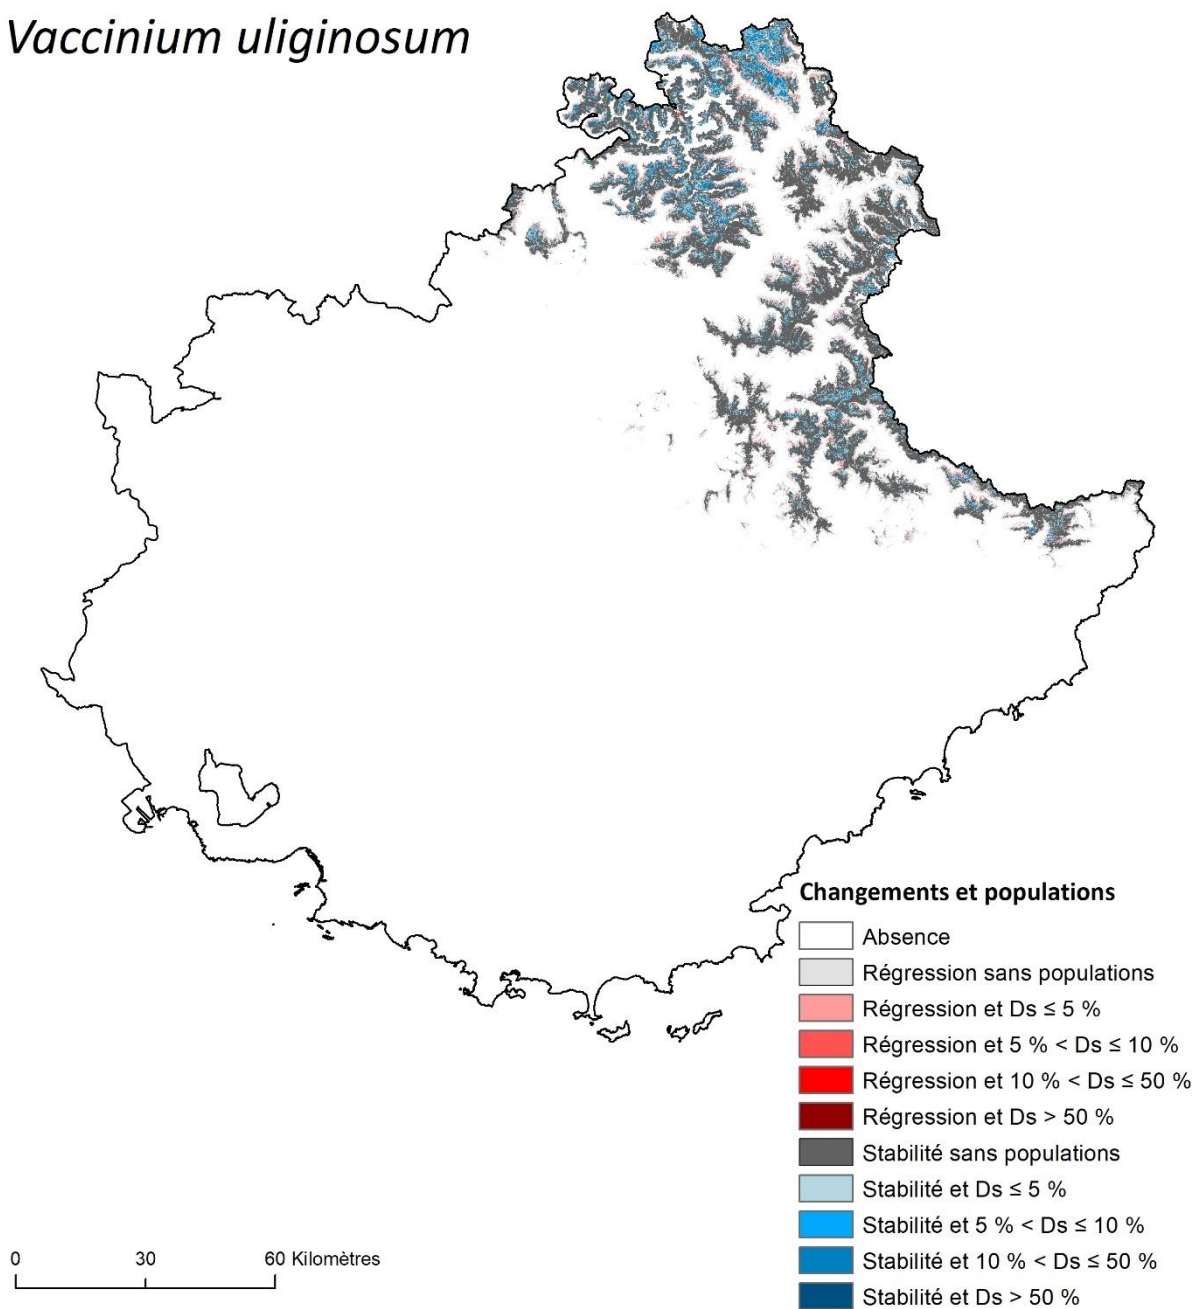 Vaccinium uliginosum
Changements et populations
Absence
Régression sans populations
Régression et Ds ≤ 5 %
Régression et 5 % < Ds ≤ 10 %
Régression et 10 % < Ds ≤ 50 %
Régression et Ds > 50 %
Stabilité sans populations
Stabilité et Ds ≤ 5 %
Stabilité et 5 % < Ds ≤ 10 %
Stabilité et 10 % < Ds ≤ 50 %
Stabilité et Ds > 50 %
0 30 60 Kilomètres